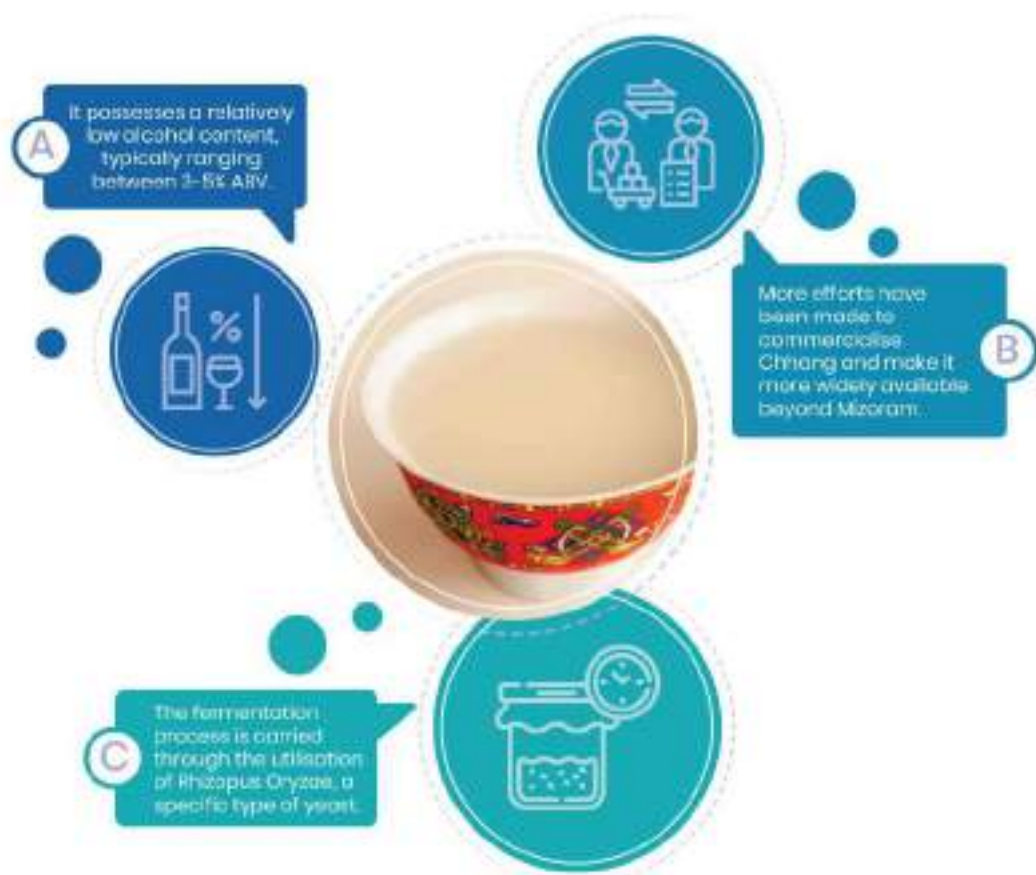 A
It possesses a relatively
low alcohol content,
typically ranging
between 3-5% ABV.
%
More efforts have
been made to
commercialise
Chhang and make it
more widely available
beyond Mizoram.
B
The fermentation
process is carried
through the utilisation
of Rhizopus Oryzae, a
specific type of yeast.
C